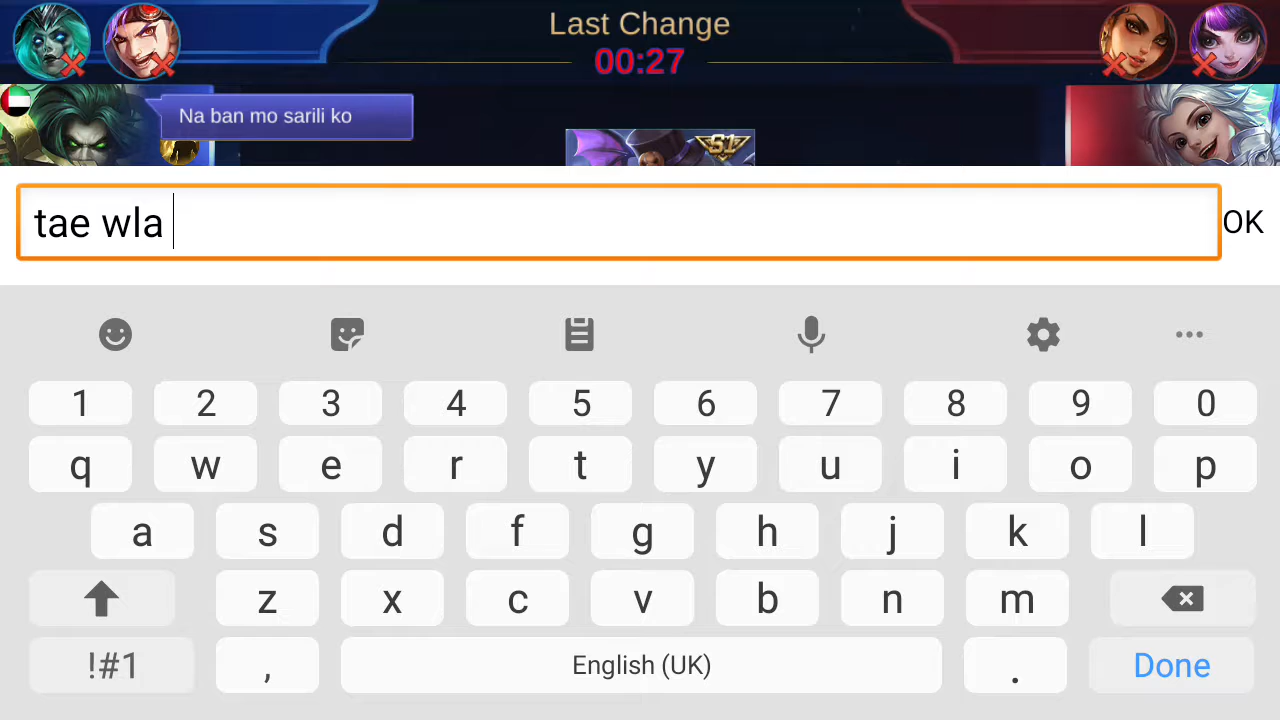 Last Change
00:27
Na ban mo sarili ko
S1
tae wla
OK
1 2 3 4 5 6 7 8 9 0
q w e r t y u i o p
a s d f g h j k l
z x c v b n m
!#1 , English (UK) . Done